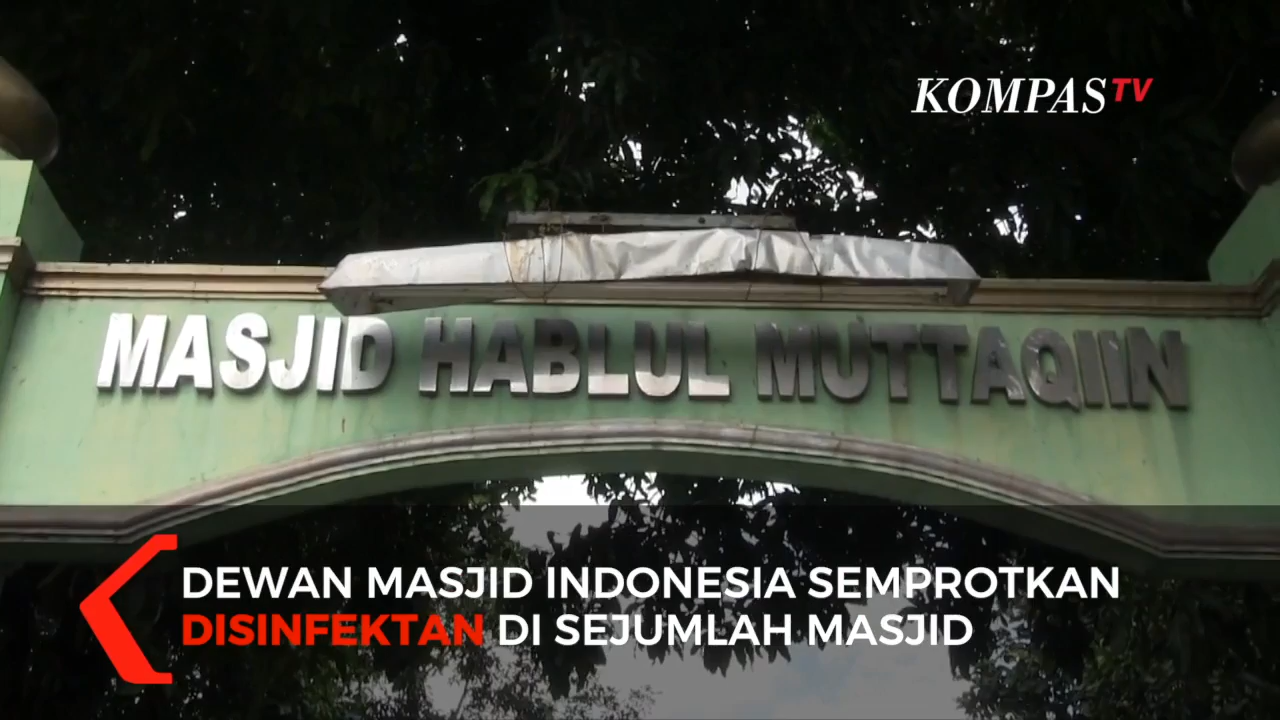 KOMPASTV
MASJID HABLUL MUTTAQIIN
DEWAN MASJID INDONESIA SEMPROTKAN
DISINFEKTAN DI SEJUMLAH MASJID